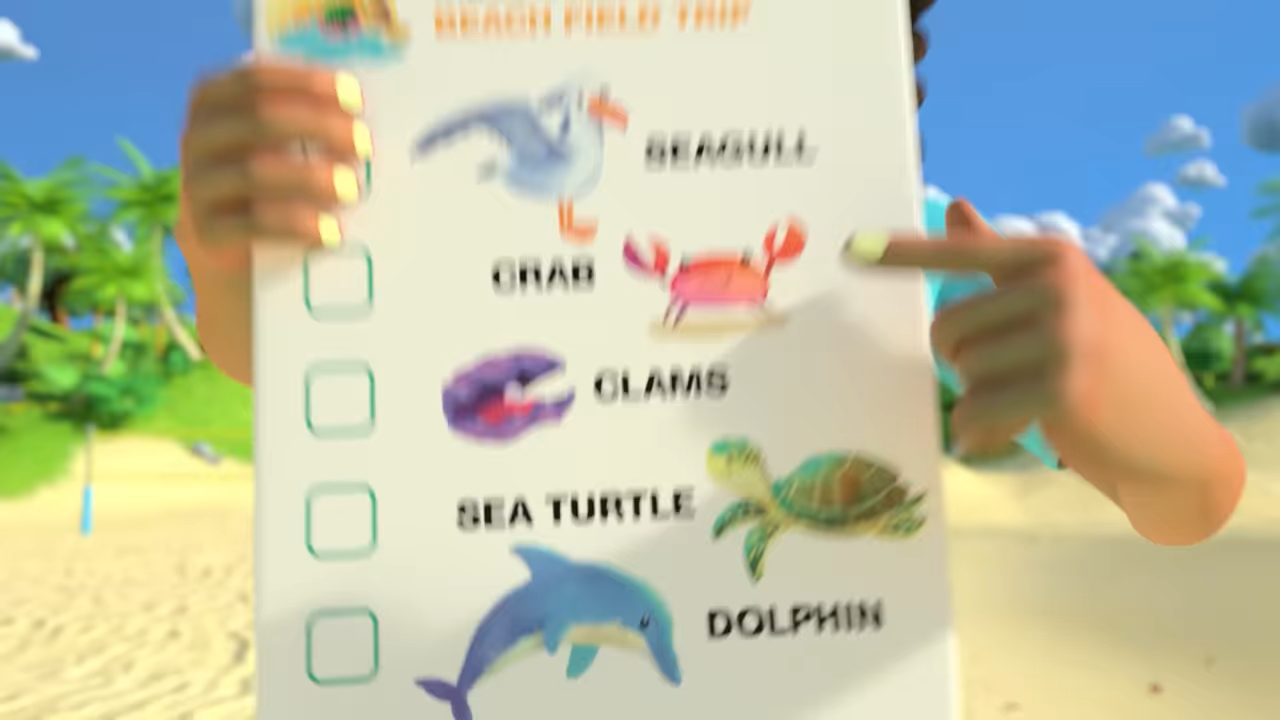 BEACH FIELD TRIP
SEAGULL
CRAB
CLAMS
SEA TURTLE
DOLPHIN